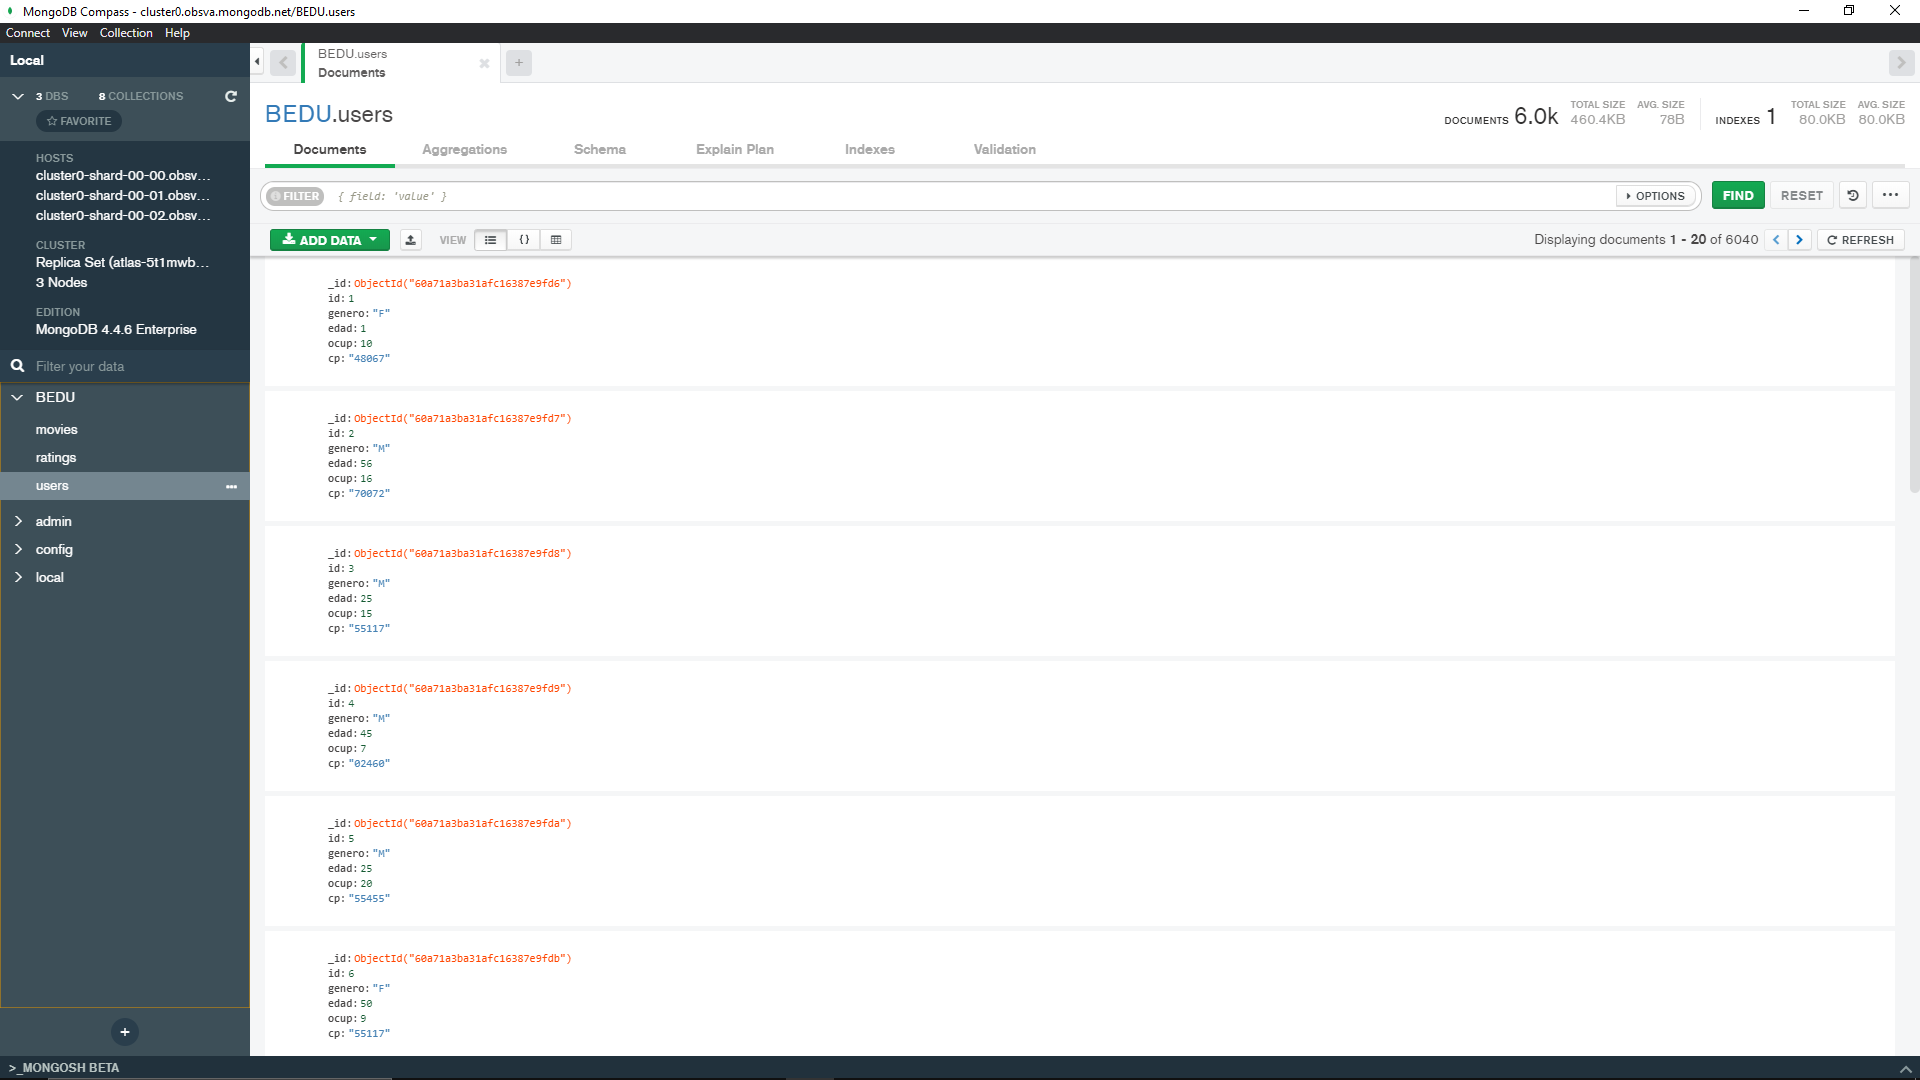 MongoDB Compass - cluster0.obsva.mongodb.net/BEDU.users
Connect View Collection Help
Local
3 DBS 8 COLLECTIONS
FAVORITE
HOSTS
cluster0-shard-00-00.obsv...
cluster0-shard-00-01.obsv...
cluster0-shard-00-02.obsv...
CLUSTER
Replica Set (atlas-5t1mwb...
3 Nodes
EDITION
MongoDB 4.4.6 Enterprise
Filter your data
BEDU
movies
ratings
users
admin
config
local
>_MONGOSH BETA
BEDU.users
Documents
BEDU.users
DOCUMENTS 6.0k TOTAL SIZE 460.4KB AVG. SIZE 78B INDEXES 1 TOTAL SIZE 80.0KB AVG. SIZE 80.0KB
Documents Aggregations Schema Explain Plan Indexes Validation
FILTER { field: 'value' } OPTIONS FIND RESET
ADD DATA VIEW {} Displaying documents 1 - 20 of 6040 REFRESH
_id: ObjectId("60a71a3ba31afc16387e9fd6")
id: 1
genero: "F"
edad: 1
ocup: 10
cp: "48067"
_id: ObjectId("60a71a3ba31afc16387e9fd7")
id: 2
genero: "M"
edad: 56
ocup: 16
cp: "70072"
_id: ObjectId("60a71a3ba31afc16387e9fd8")
id: 3
genero: "M"
edad: 25
ocup: 15
cp: "55117"
_id: ObjectId("60a71a3ba31afc16387e9fd9")
id: 4
genero: "M"
edad: 45
ocup: 7
cp: "02460"
_id: ObjectId("60a71a3ba31afc16387e9fda")
id: 5
genero: "M"
edad: 25
ocup: 20
cp: "55455"
_id: ObjectId("60a71a3ba31afc16387e9fdb")
id: 6
genero: "F"
edad: 50
ocup: 9
cp: "55117"